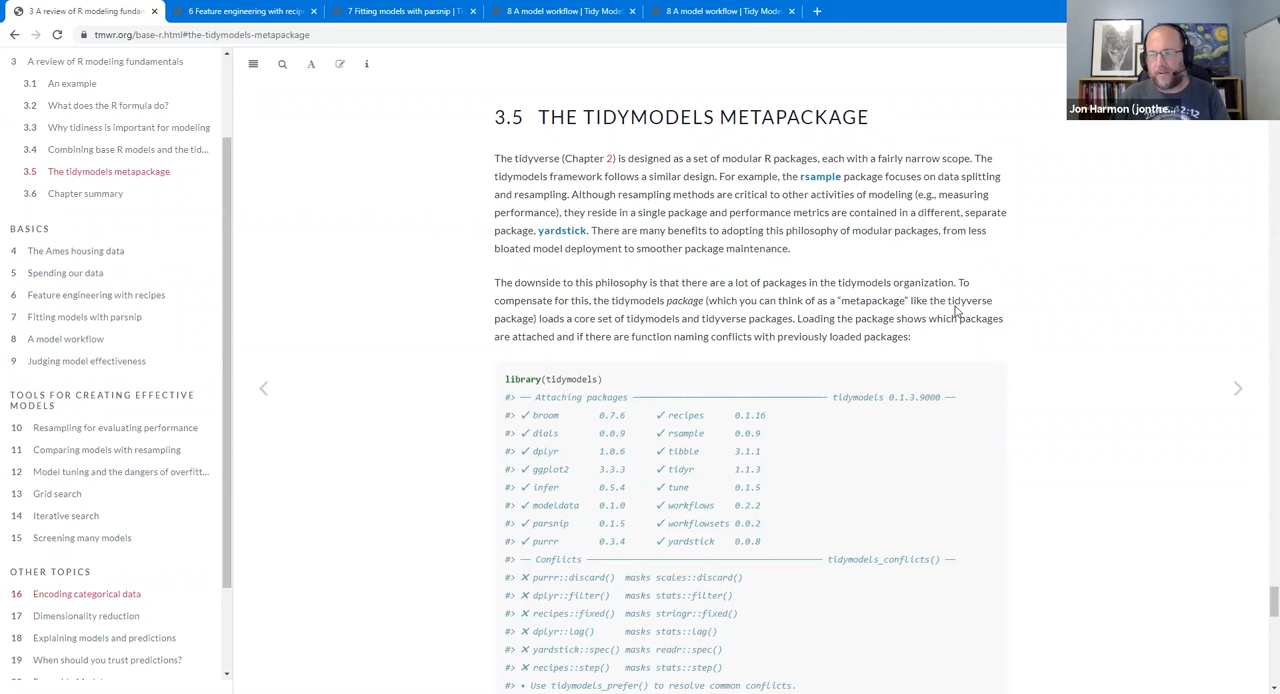 3 A review of R modeling fundam
6 Feature engineering with recip
7 Fitting models with parsnip | T
8 A model workflow | Tidy Mode
8 A model workflow | Tidy Mode
tmwr.org/base-r.html#the-tidymodels-metapackage
Jon Harmon (jonthe...
3 A review of R modeling fundamentals
3.1 An example
3.2 What does the R formula do?
3.3 Why tidiness is important for modeling
3.4 Combining base R models and the tid...
3.5 The tidymodels metapackage
3.6 Chapter summary
BASICS
4 The Ames housing data
5 Spending our data
6 Feature engineering with recipes
7 Fitting models with parsnip
8 A model workflow
9 Judging model effectiveness
TOOLS FOR CREATING EFFECTIVE
MODELS
10 Resampling for evaluating performance
11 Comparing models with resampling
12 Model tuning and the dangers of overfitt...
13 Grid search
14 Iterative search
15 Screening many models
OTHER TOPICS
16 Encoding categorical data
17 Dimensionality reduction
18 Explaining models and predictions
19 When should you trust predictions?
3.5 THE TIDYMODELS METAPACKAGE
The tidyverse (Chapter 2) is designed as a set of modular R packages, each with a fairly narrow scope. The
tidymodels framework follows a similar design. For example, the rsample package focuses on data splitting
and resampling. Although resampling methods are critical to other activities of modeling (e.g., measuring
performance), they reside in a single package and performance metrics are contained in a different, separate
package, yardstick. There are many benefits to adopting this philosophy of modular packages, from less
bloated model deployment to smoother package maintenance.
The downside to this philosophy is that there are a lot of packages in the tidymodels organization. To
compensate for this, the tidymodels package (which you can think of as a “metapackage” like the tidyverse
package) loads a core set of tidymodels and tidyverse packages. Loading the package shows which packages
are attached and if there are function naming conflicts with previously loaded packages:
library(tidymodels)
#> ── Attaching packages ────────── tidymodels 0.1.3.9000 ──
#> ✓ broom 0.7.6 ✓ recipes 0.1.16
#> ✓ dials 0.0.9 ✓ rsample 0.0.9
#> ✓ dplyr 1.0.6 ✓ tibble 3.1.1
#> ✓ ggplot2 3.3.3 ✓ tidyr 1.1.3
#> ✓ infer 0.5.4 ✓ tune 0.1.5
#> ✓ modeldata 0.1.0 ✓ workflows 0.2.2
#> ✓ parsnip 0.1.5 ✓ workflowsets 0.0.2
#> ✓ purrr 0.3.4 ✓ yardstick 0.0.8
#> ── Conflicts ────────── tidymodels_conflicts() ──
#> ✗ purrr::discard() masks scales::discard()
#> ✗ dplyr::filter() masks stats::filter()
#> ✗ recipes::fixed() masks stringr::fixed()
#> ✗ dplyr::lag() masks stats::lag()
#> ✗ yardstick::spec() masks readr::spec()
#> ✗ recipes::step() masks stats::step()
#> • Use tidymodels_prefer() to resolve common conflicts.